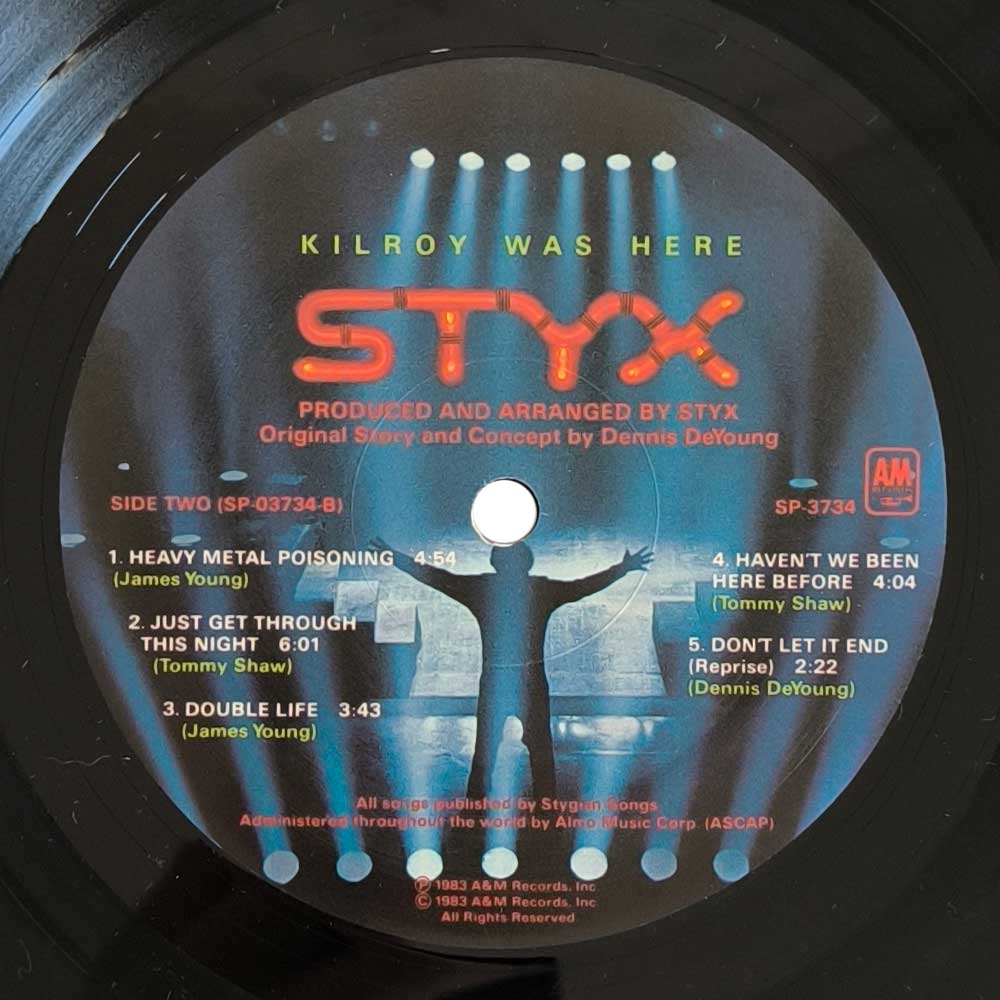 KILROY WAS HERE
STYX
PRODUCED AND ARRANGED BY STYX
Original Story and Concept by Dennis DeYoung
SIDE TWO (SP-03734-B)
SP-3734
AM
1. HEAVY METAL POISONING 4:54
(James Young)
2. JUST GET THROUGH
THIS NIGHT 6:01
(Tommy Shaw)
3. DOUBLE LIFE 3:43
(James Young)
4. HAVEN'T WE BEEN
HERE BEFORE 4:04
(Tommy Shaw)
5. DON'T LET IT END
(Reprise) 2:22
(Dennis DeYoung)
All songs published by Stygian Songs
Administered throughout the world by Almo Music Corp. (ASCAP)
Ⓟ 1983 A&M Records, Inc
© 1983 A&M Records, Inc
All Rights Reserved